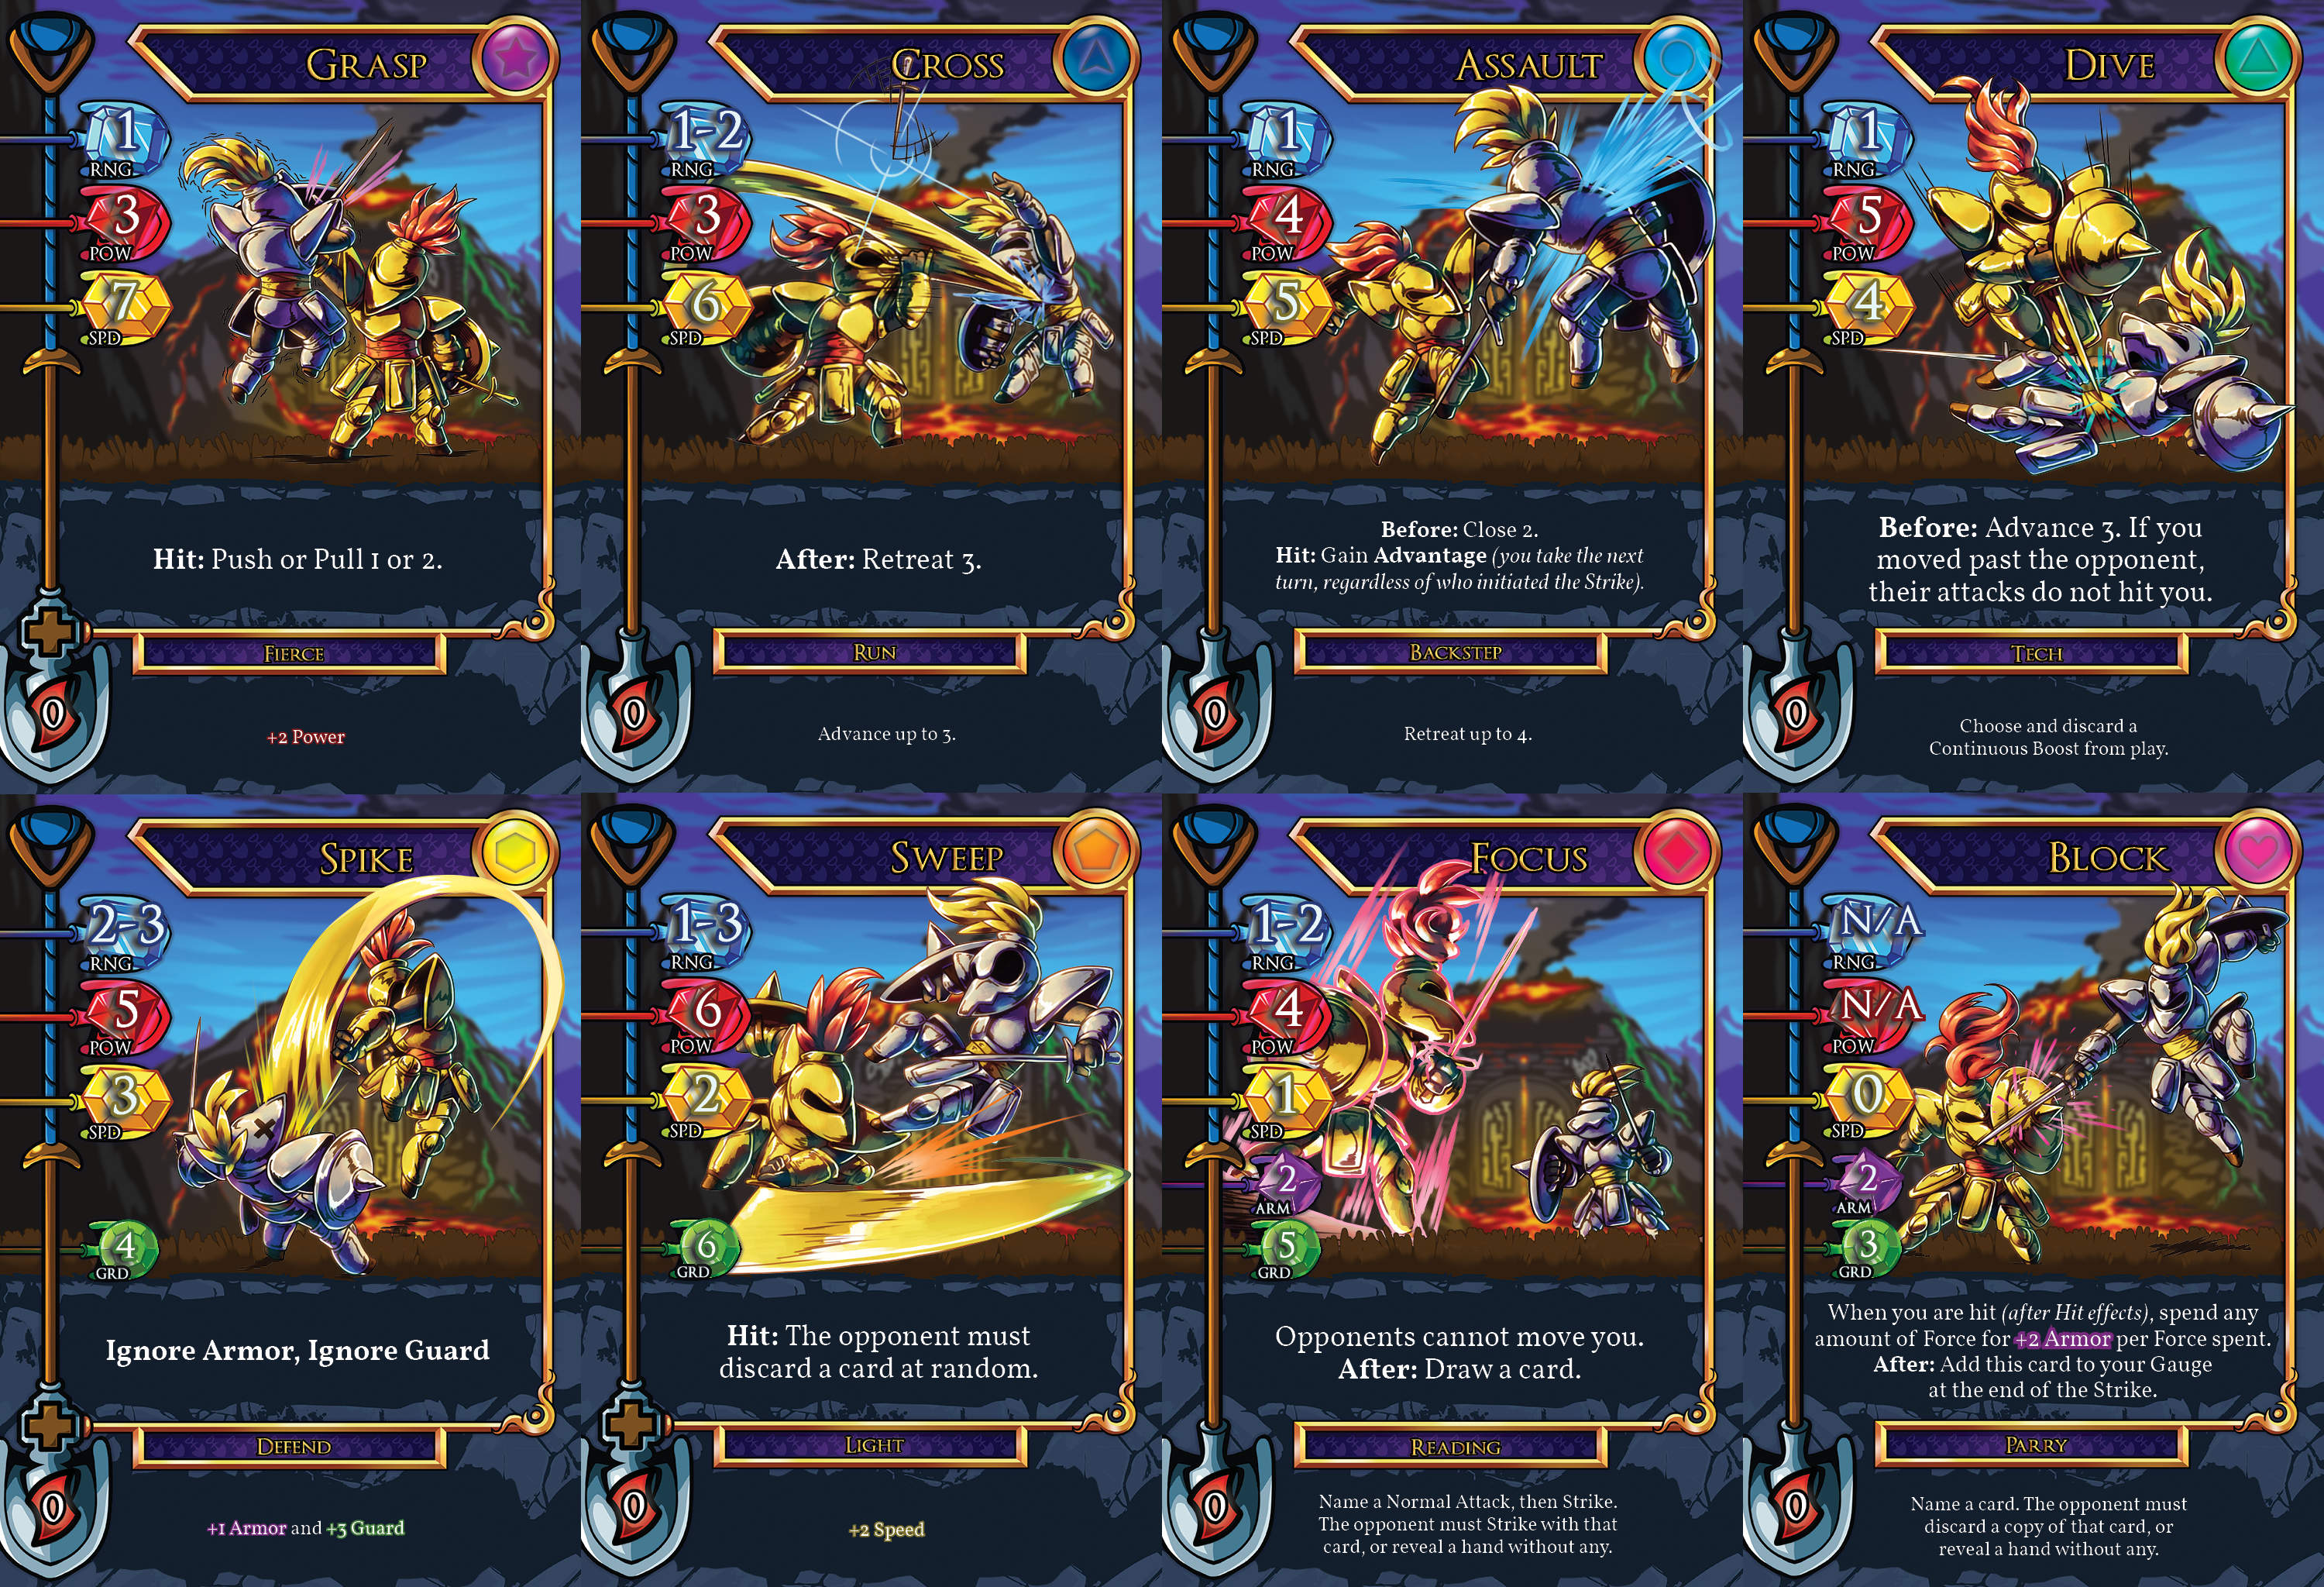 GRASP
1
RNG
3
POW
7
SPD
Hit: Push or Pull 1 or 2.
FIERCE
0
+2 Power
CROSS
1-2
RNG
3
POW
6
SPD
After: Retreat 3.
RUN
0
Advance up to 3.
ASSAULT
1
RNG
4
POW
5
SPD
Before: Close 2.
Hit: Gain Advantage (you take the next
turn, regardless of who initiated the Strike).
BACKSTEP
0
Retreat up to 4.
DIVE
1
RNG
5
POW
4
SPD
Before: Advance 3. If you
moved past the opponent,
their attacks do not hit you.
TECH
0
Choose and discard a
Continuous Boost from play.
SPIKE
2-3
RNG
5
POW
3
SPD
4
GRD
Ignore Armor, Ignore Guard
DEFEND
0
+1 Armor and +3 Guard
SWEEP
1-3
RNG
6
POW
2
SPD
6
GRD
Hit: The opponent must
discard a card at random.
LIGHT
0
+2 Speed
FOCUS
1-2
RNG
4
POW
1
SPD
2
ARM
5
GRD
Opponents cannot move you.
After: Draw a card.
READING
0
Name a Normal Attack, then Strike.
The opponent must Strike with that
card, or reveal a hand without any.
BLOCK
N/A
RNG
N/A
POW
0
SPD
2
ARM
3
GRD
When you are hit (after Hit effects), spend any
amount of Force for +2 Armor per Force spent.
After: Add this card to your Gauge
at the end of the Strike.
PARRY
0
Name a card. The opponent must
discard a copy of that card, or
reveal a hand without any.